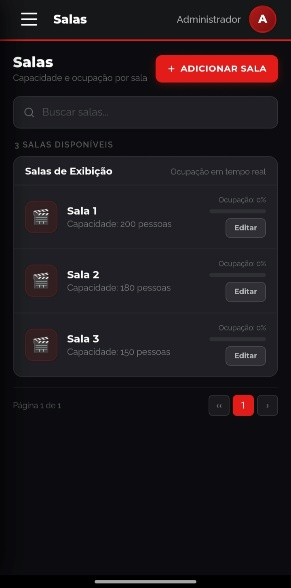 Salas
Administrador
A
Salas
Capacidade e ocupação por sala
+ ADICIONAR SALA
Buscar salas...
3 SALAS DISPONÍVEIS
Salas de Exibição
Ocupação em tempo real
Sala 1
Capacidade: 200 pessoas
Ocupação: 0%
Editar
Sala 2
Capacidade: 180 pessoas
Ocupação: 0%
Editar
Sala 3
Capacidade: 150 pessoas
Ocupação: 0%
Editar
Página 1 de 1
‹‹
1
›